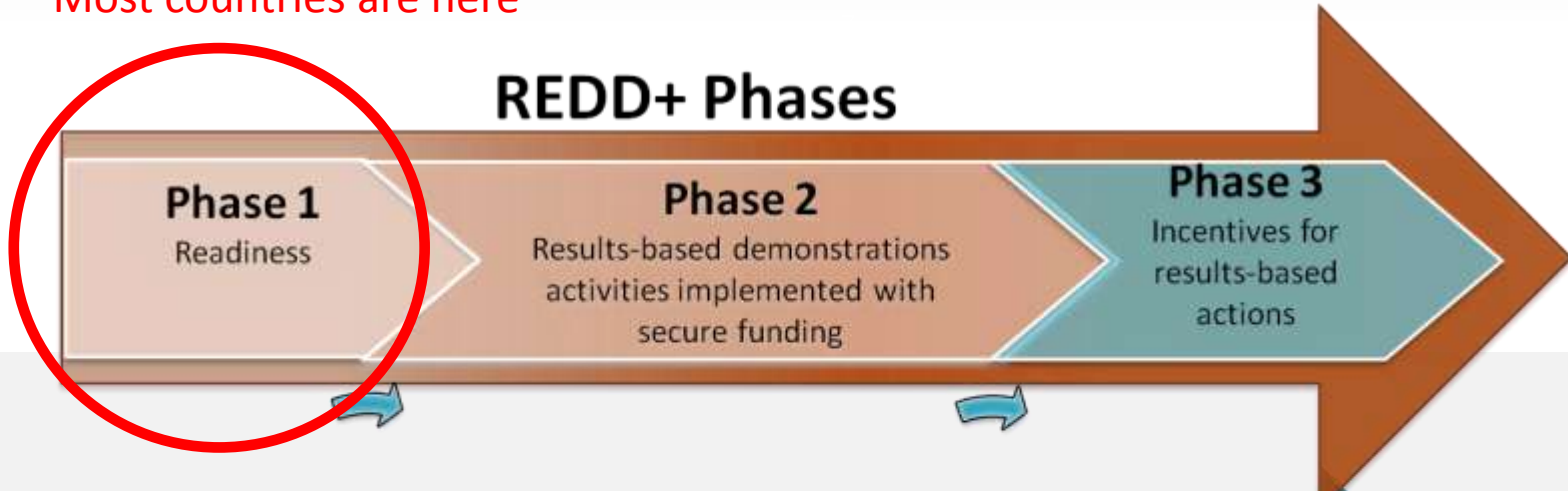 Most countries are here
REDD+ Phases
Phase 1
Readiness
Phase 2
Results-based demonstrations
activities implemented with
secure funding
Phase 3
Incentives for
results-based
actions